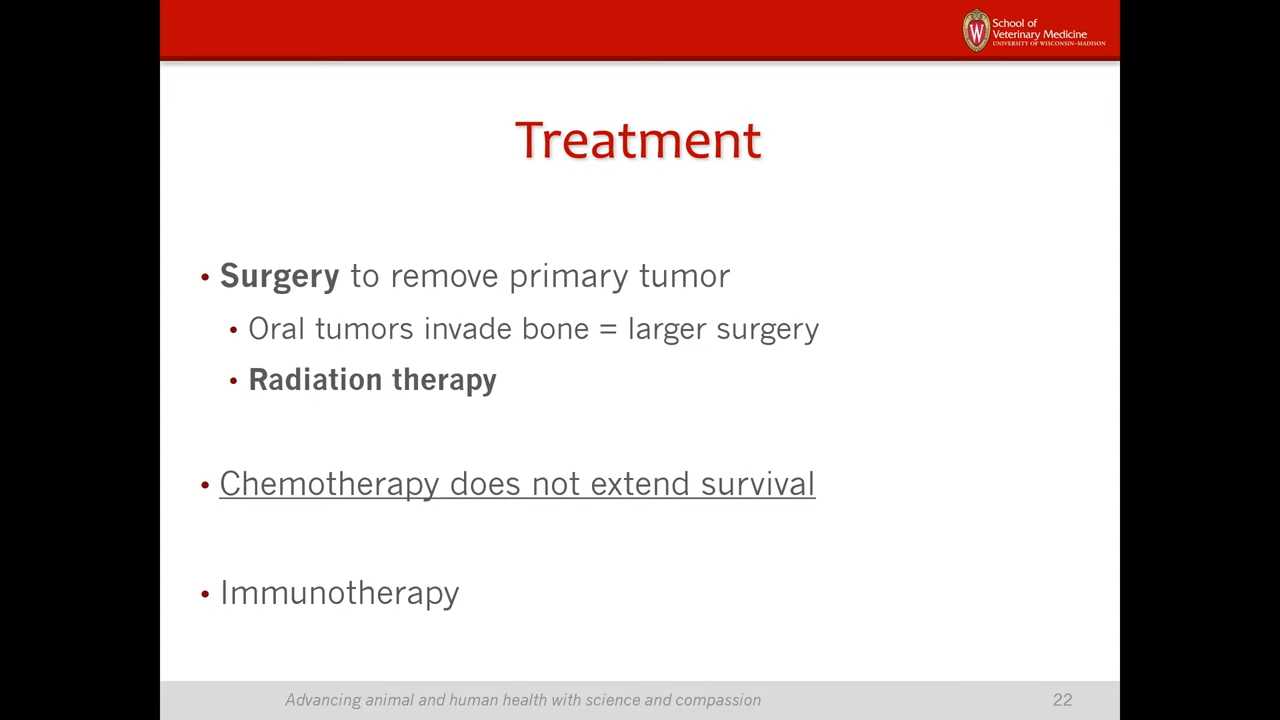 School of
Veterinary Medicine
UNIVERSITY OF WISCONSIN–MADISON
Treatment
• Surgery to remove primary tumor
• Oral tumors invade bone = larger surgery
• Radiation therapy
• Chemotherapy does not extend survival
• Immunotherapy
Advancing animal and human health with science and compassion
22